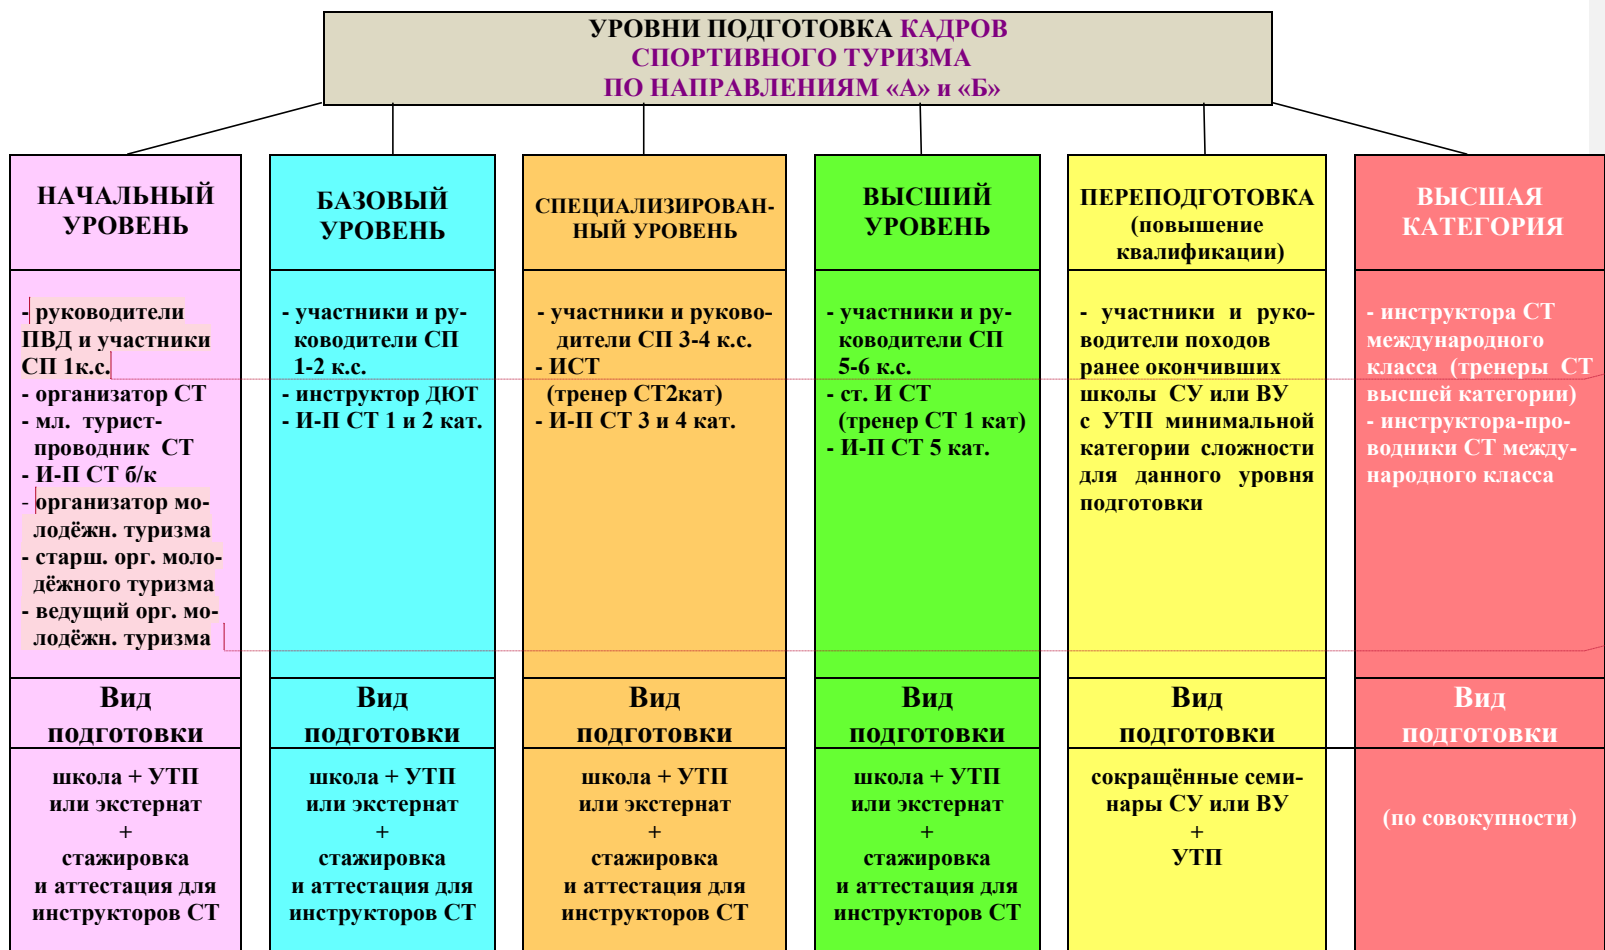 УРОВНИ ПОДГОТОВКА КАДРОВ
СПОРТИВНОГО ТУРИЗМА
ПО НАПРАВЛЕНИЯМ «А» и «Б»
НАЧАЛЬНЫЙ
УРОВЕНЬ
- руководители
ПВД и участники
СП 1к.с.
- организатор СТ
- мл. турист-
проводник СТ
- И-П СТ б/к
- организатор мо-
лодёжн. туризма
- старш. орг. моло-
дёжного туризма
- ведущий орг. мо-
лодёжн. туризма
Вид
подготовки
школа + УТП
или экстернат
+
стажировка
и аттестация для
инструкторов СТ
БАЗОВЫЙ
УРОВЕНЬ
- участники и ру-
ководители СП
1-2 к.с.
- инструктор ДЮТ
- И-П СТ 1 и 2 кат.
Вид
подготовки
школа + УТП
или экстернат
+
стажировка
и аттестация для
инструкторов СТ
СПЕЦИАЛИЗИРОВАН-
НЫЙ УРОВЕНЬ
- участники и руково-
дители СП 3-4 к.с.
- ИСТ
(тренер СТ2кат)
- И-П СТ 3 и 4 кат.
Вид
подготовки
школа + УТП
или экстернат
+
стажировка
и аттестация для
инструкторов СТ
ВЫСШИЙ
УРОВЕНЬ
- участники и ру-
ководители СП
5-6 к.с.
- ст. И СТ
(тренер СТ 1 кат)
- И-П СТ 5 кат.
Вид
подготовки
школа + УТП
или экстернат
+
стажировка
и аттестация для
инструкторов СТ
ПЕРЕПОДГОТОВКА
(повышение
квалификации)
- участники и руко-
водители походов
ранее окончивших
школы СУ или ВУ
с УТП минимальной
категории сложности
для данного уровня
подготовки
Вид
подготовки
сокращённые семи-
нары СУ или ВУ
+
УТП
ВЫСШАЯ
КАТЕГОРИЯ
- инструктора СТ
международного
класса (тренеры СТ
высшей категории)
- инструктора-про-
водники СТ между-
народного класса
Вид
подготовки
(по совокупности)